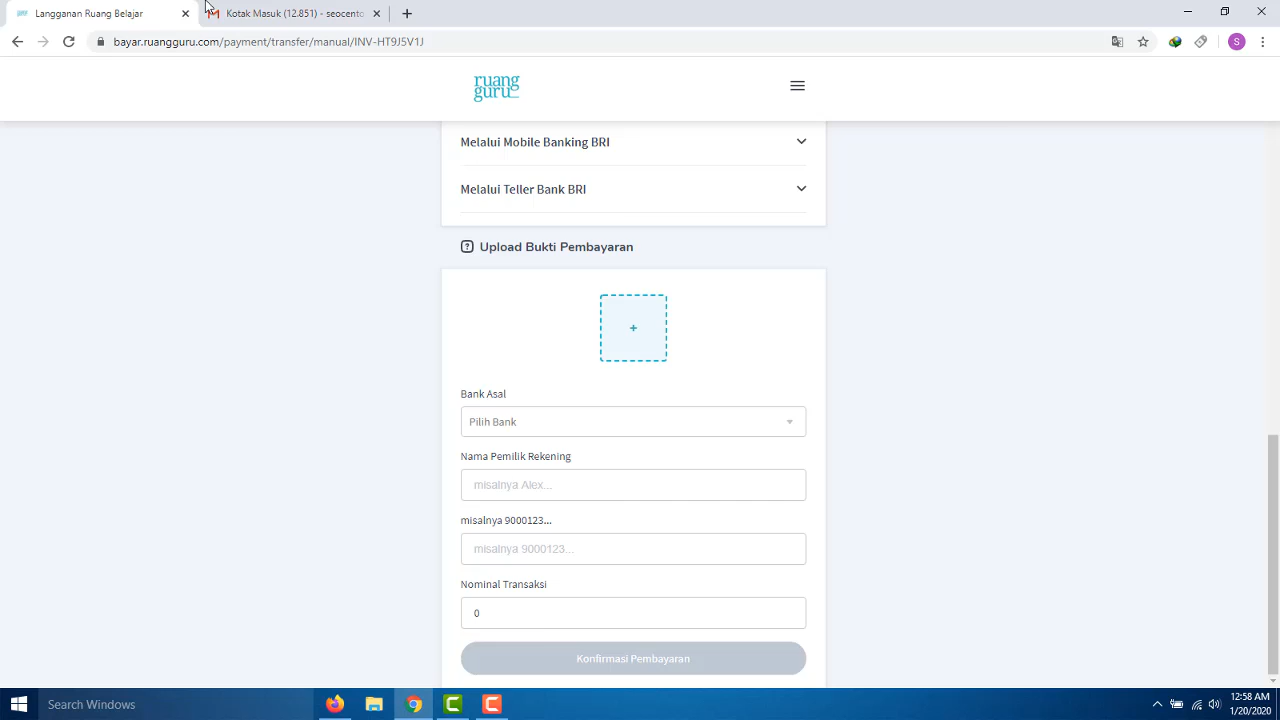 Langganan Ruang Belajar
Kotak Masuk (12.851) - seocento
bayar.ruangguru.com/payment/transfer/manual/INV-HT9J5V1J
S
ruang
guru
Melalui Mobile Banking BRI
Melalui Teller Bank BRI
? Upload Bukti Pembayaran
+
Bank Asal
Pilih Bank
Nama Pemilik Rekening
misalnya Alex...
misalnya 9000123...
misalnya 9000123...
Nominal Transaksi
0
Konfirmasi Pembayaran
Search Windows
12:58 AM
1/20/2020